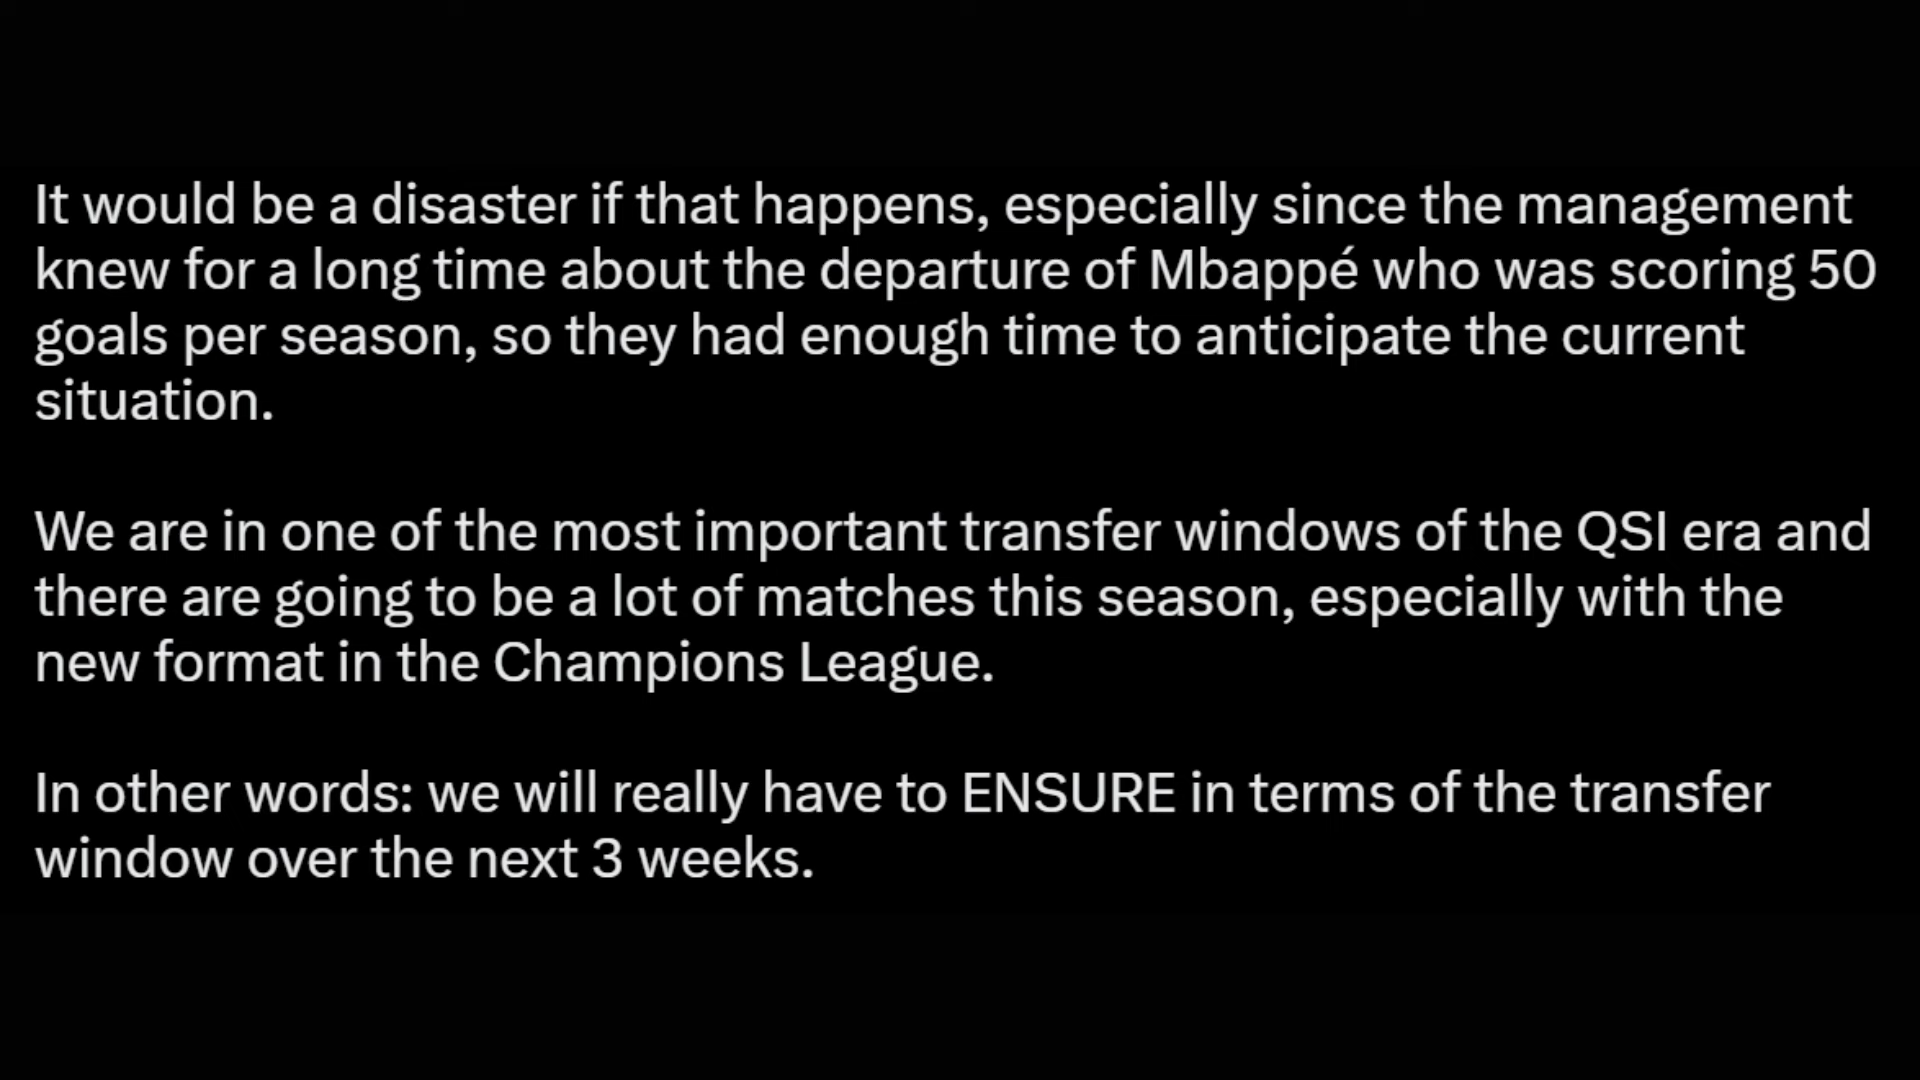 It would be a disaster if that happens, especially since the management
knew for a long time about the departure of Mbappé who was scoring 50
goals per season, so they had enough time to anticipate the current
situation.
We are in one of the most important transfer windows of the QSI era and
there are going to be a lot of matches this season, especially with the
new format in the Champions League.
In other words: we will really have to ENSURE in terms of the transfer
window over the next 3 weeks.